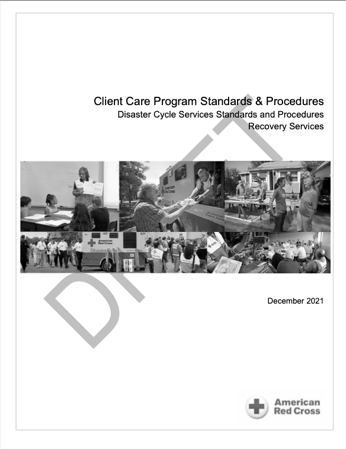 Client Care Program Standards & Procedures
Disaster Cycle Services Standards and Procedures
Recovery Services
DRAFT
December 2021
American
Red Cross